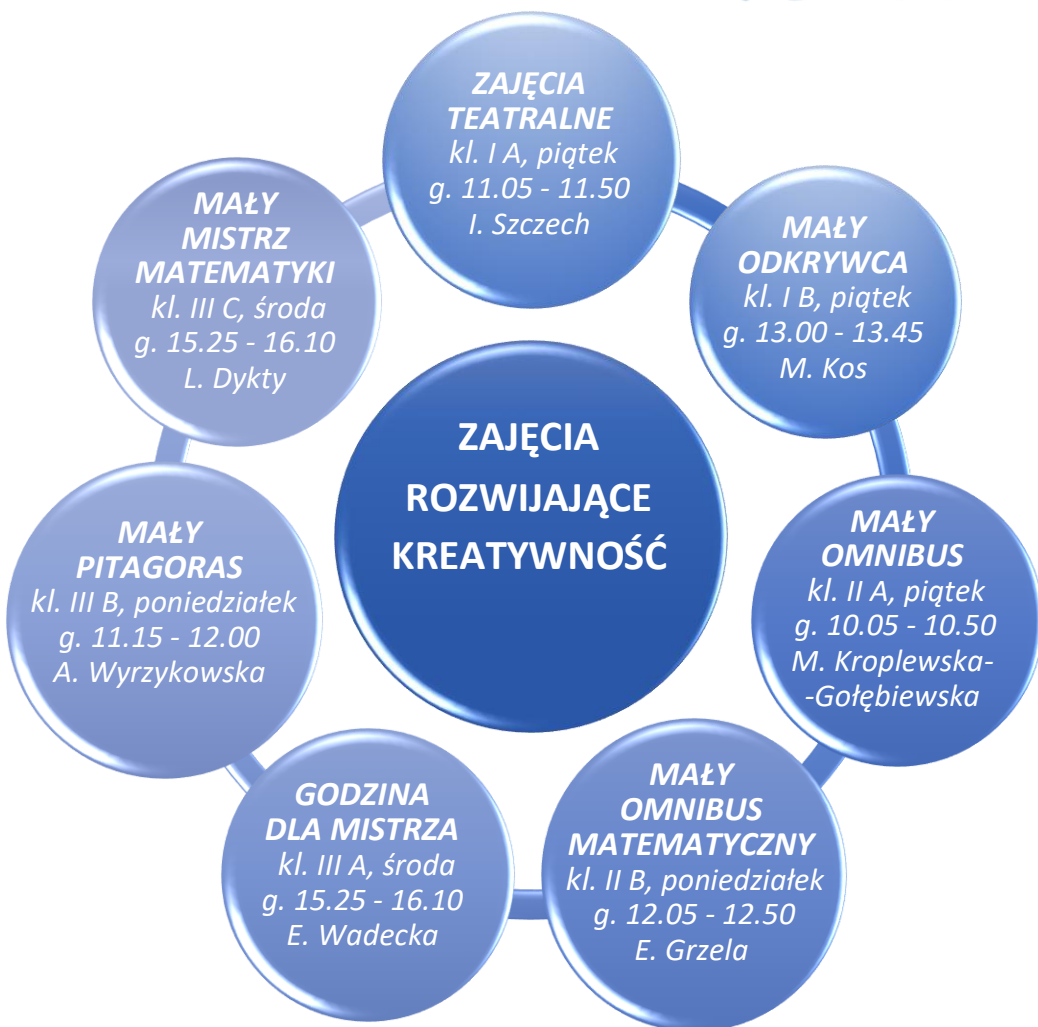 ZAJĘCIA
TEATRALNE
kl. I A, piątek
g. 11.05 - 11.50
I. Szczech
MAŁY
ODKRYWCA
kl. I B, piątek
g. 13.00 - 13.45
M. Kos
MAŁY
OMNIBUS
kl. II A, piątek
g. 10.05 - 10.50
M. Kroplewska-
-Gołębiewska
MAŁY
OMNIBUS
MATEMATYCZNY
kl. II B, poniedziałek
g. 12.05 - 12.50
E. Grzela
GODZINA
DLA MISTRZA
kl. III A, środa
g. 15.25 - 16.10
E. Wadecka
MAŁY
PITAGORAS
kl. III B, poniedziałek
g. 11.15 - 12.00
A. Wyrzykowska
MAŁY
MISTRZ
MATEMATYKI
kl. III C, środa
g. 15.25 - 16.10
L. Dykty
ZAJĘCIA
ROZWIJAJĄCE
KREATYWNOŚĆ